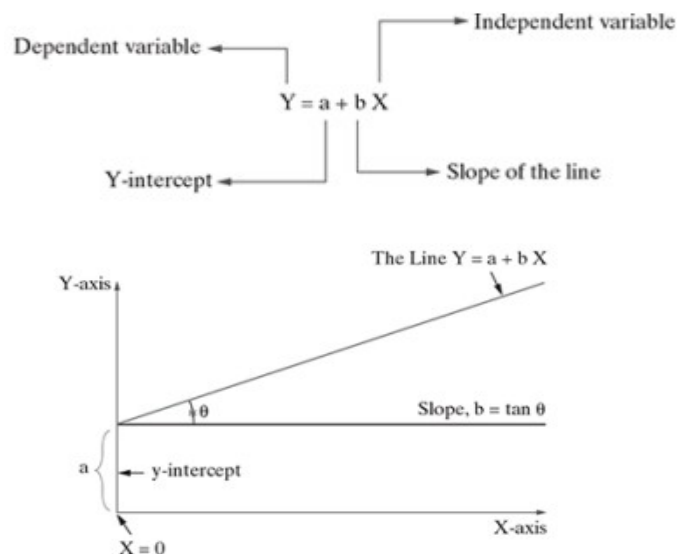 Independent variable
Dependent variable
Y = a + b X
Y-intercept
Slope of the line
The Line Y = a + b X
Y-axis
θ
Slope, b = tan θ
a
y-intercept
X-axis
X = 0